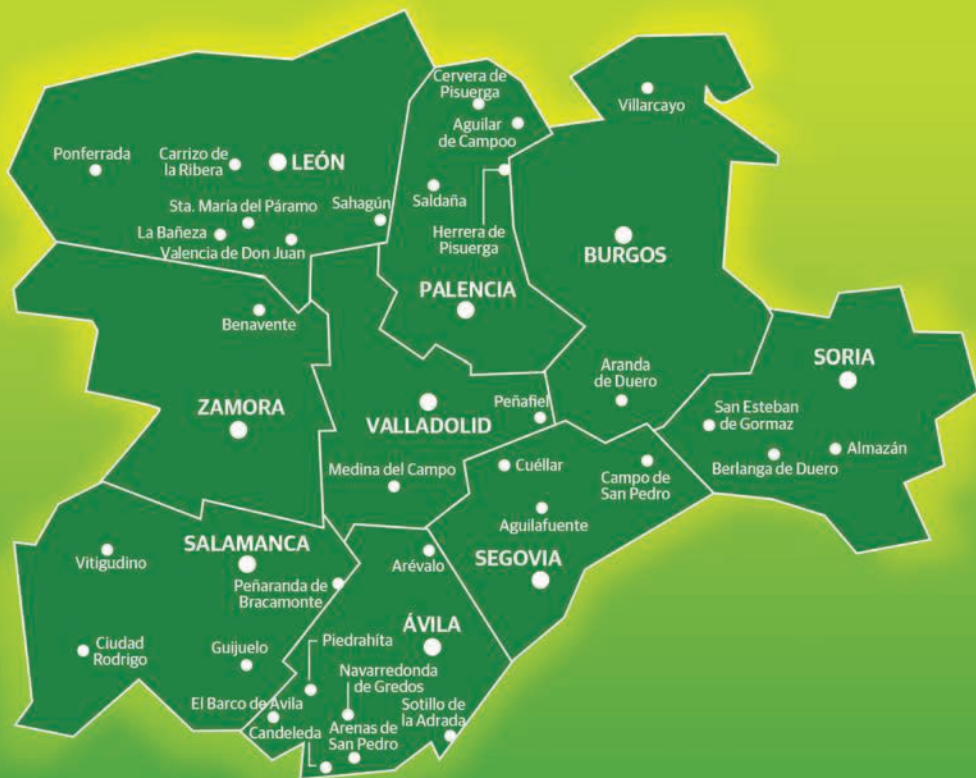 Cervera de
Pisuerga
Villarcayo
Aguilar
de Campoo
Ponferrada
Carrizo de
la Ribera
LEÓN
Saldaña
Sta. María del Páramo
Sahagún
La Bañeza
Valencia de Don Juan
Herrera de
Pisuerga
BURGOS
PALENCIA
Benavente
SORIA
Aranda
de Duero
ZAMORA
VALLADOLID
Peñafiel
San Esteban
de Gormaz
Almazán
Berlanga de Duero
Medina del Campo
Cuéllar
Campo de
San Pedro
Aguilafuente
SALAMANCA
Vitigudino
Arévalo
SEGOVIA
Peñaranda de
Bracamonte
ÁVILA
Piedrahíta
Ciudad
Rodrigo
Guijuelo
Navarredonda
de Gredos
El Barco de Ávila
Sotillo de
la Adrada
Candeleda
Arenas de
San Pedro